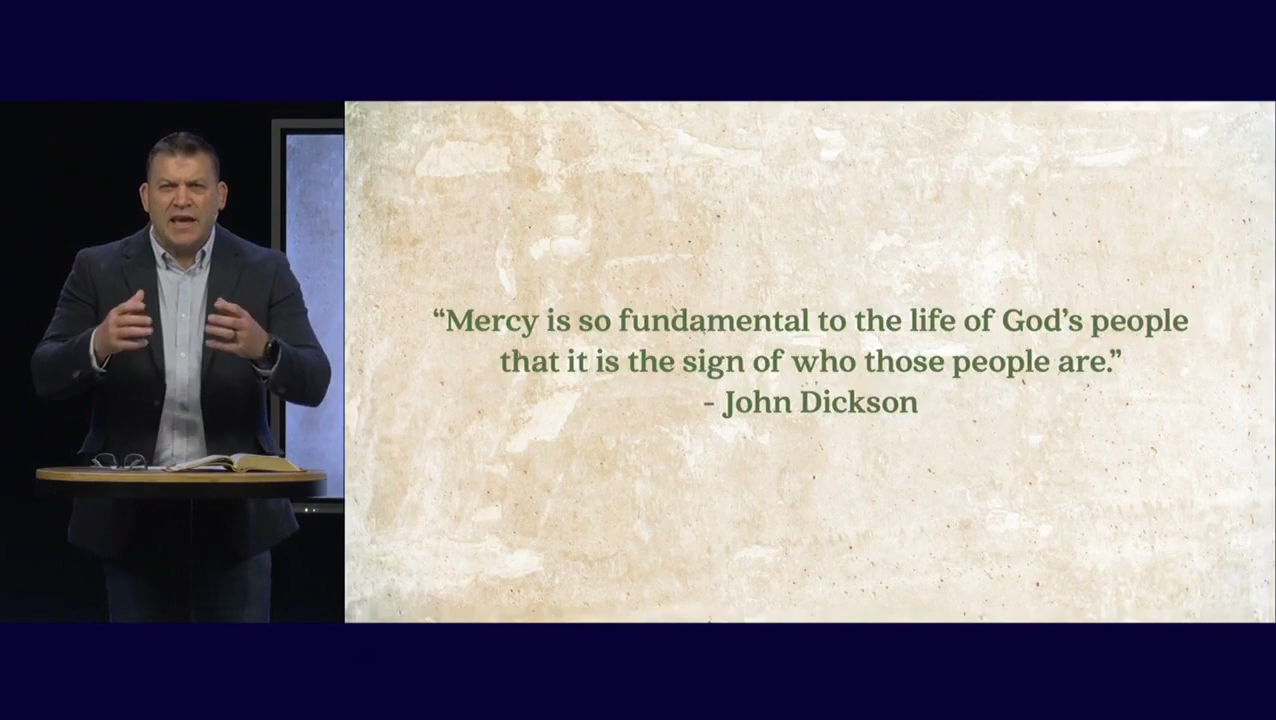 “Mercy is so fundamental to the life of God’s people
that it is the sign of who those people are.”
- John Dickson